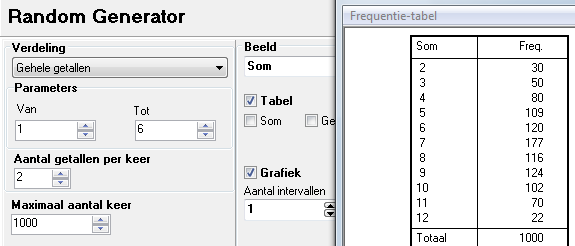 Random Generator
Verdeling
Gehele getallen
Parameters
Van
Tot
1
6
Aantal getallen per keer
2
Maximaal aantal keer
1000
Beeld
Som
Tabel
Som
Grafiek
Aantal intervallen
1
Frequentie-tabel
Som Freq.
2 30
3 50
4 80
5 109
6 120
7 177
8 116
9 124
10 102
11 70
12 22
Totaal 1000